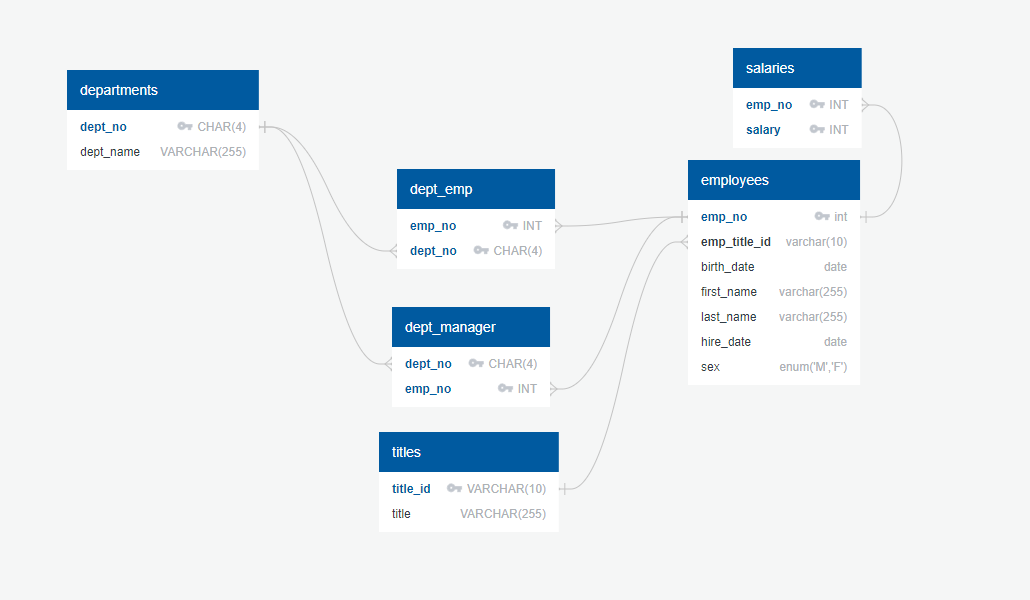 departments
dept_no CHAR(4)
dept_name VARCHAR(255)
dept_emp
emp_no INT
dept_no CHAR(4)
dept_manager
dept_no CHAR(4)
emp_no INT
titles
title_id VARCHAR(10)
title VARCHAR(255)
salaries
emp_no INT
salary INT
employees
emp_no int
emp_title_id varchar(10)
birth_date date
first_name varchar(255)
last_name varchar(255)
hire_date date
sex enum('M','F')